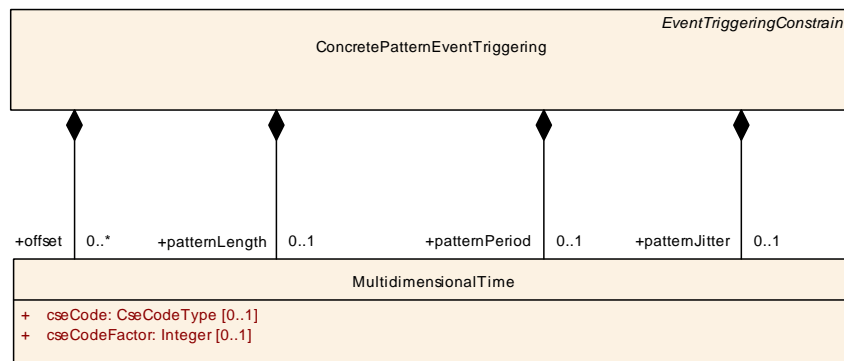 EventTriggeringConstrain
ConcretePatternEventTriggering
+offset 0..* +patternLength 0..1 +patternPeriod 0..1 +patternJitter 0..1
MultidimensionalTime
+ cseCode: CseCodeType [0..1]
+ cseCodeFactor: Integer [0..1]